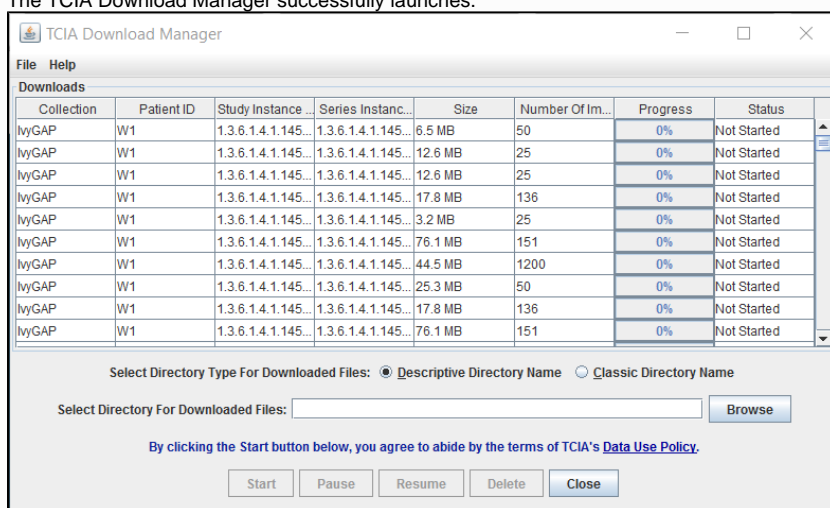 The TCIA Download Manager successfully launches.
TCIA Download Manager
File Help
Downloads
Collection Patient ID Study Instance ... Series Instanc... Size Number Of Im... Progress Status
IvyGAP W1 1.3.6.1.4.1.145... 1.3.6.1.4.1.145... 6.5 MB 50 0% Not Started
IvyGAP W1 1.3.6.1.4.1.145... 1.3.6.1.4.1.145... 12.6 MB 25 0% Not Started
IvyGAP W1 1.3.6.1.4.1.145... 1.3.6.1.4.1.145... 12.6 MB 25 0% Not Started
IvyGAP W1 1.3.6.1.4.1.145... 1.3.6.1.4.1.145... 17.8 MB 136 0% Not Started
IvyGAP W1 1.3.6.1.4.1.145... 1.3.6.1.4.1.145... 3.2 MB 25 0% Not Started
IvyGAP W1 1.3.6.1.4.1.145... 1.3.6.1.4.1.145... 76.1 MB 151 0% Not Started
IvyGAP W1 1.3.6.1.4.1.145... 1.3.6.1.4.1.145... 44.5 MB 1200 0% Not Started
IvyGAP W1 1.3.6.1.4.1.145... 1.3.6.1.4.1.145... 25.3 MB 50 0% Not Started
IvyGAP W1 1.3.6.1.4.1.145... 1.3.6.1.4.1.145... 17.8 MB 136 0% Not Started
IvyGAP W1 1.3.6.1.4.1.145... 1.3.6.1.4.1.145... 76.1 MB 151 0% Not Started
Select Directory Type For Downloaded Files: Descriptive Directory Name Classic Directory Name
Select Directory For Downloaded Files: Browse
By clicking the Start button below, you agree to abide by the terms of TCIA's Data Use Policy.
Start Pause Resume Delete Close